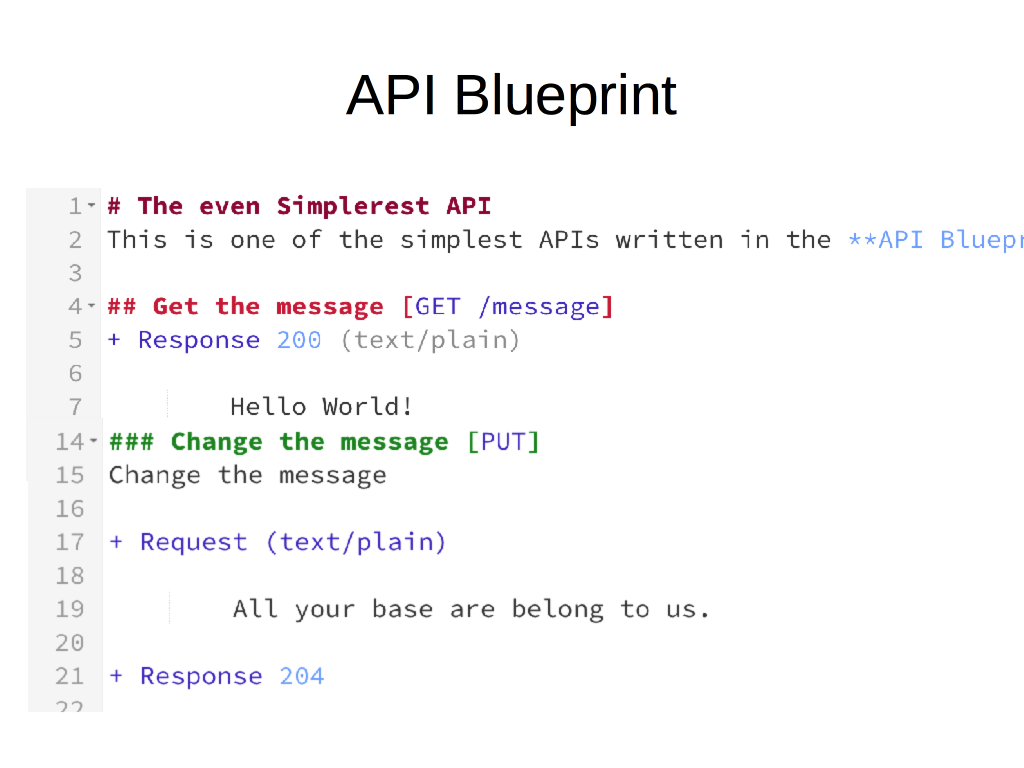 API Blueprint
1 # The even Simplerest API
2 This is one of the simplest APIs written in the **API
3
4 ## Get the message [GET /message]
5 + Response 200 (text/plain)
6
7 Hello World!
14 ### Change the message [PUT]
15 Change the message
16
17 + Request (text/plain)
18
19 All your base are belong to us.
20
21 + Response 204
22